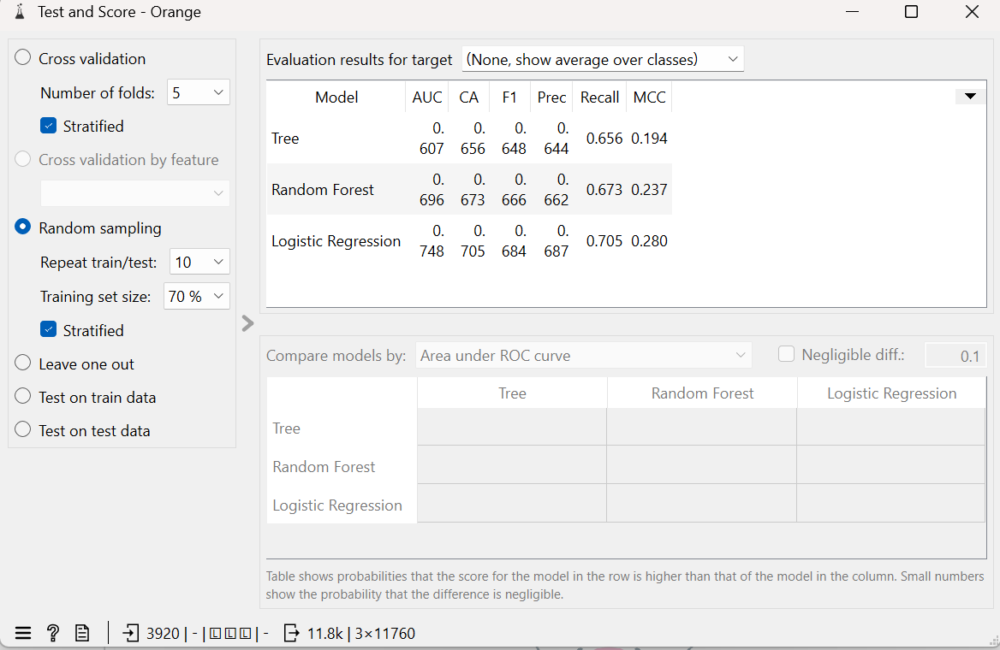 Test and Score - Orange
Cross validation
Number of folds: 5
Stratified
Cross validation by feature
Random sampling
Repeat train/test: 10
Training set size: 70 %
Stratified
Leave one out
Test on train data
Test on test data
Evaluation results for target (None, show average over classes)
Model AUC CA F1 Prec Recall MCC
Tree 0.607 0.656 0.648 0.644 0.656 0.194
Random Forest 0.696 0.673 0.666 0.662 0.673 0.237
Logistic Regression 0.748 0.705 0.684 0.687 0.705 0.280
Compare models by: Area under ROC curve Negligible diff.: 0.1
Tree Random Forest Logistic Regression
Tree
Random Forest
Logistic Regression
Table shows probabilities that the score for the model in the row is higher than that of the model in the column. Small numbers
show the probability that the difference is negligible.
? 3920 | - | 🄻🄻🄻 | - 11.8k | 3×11760